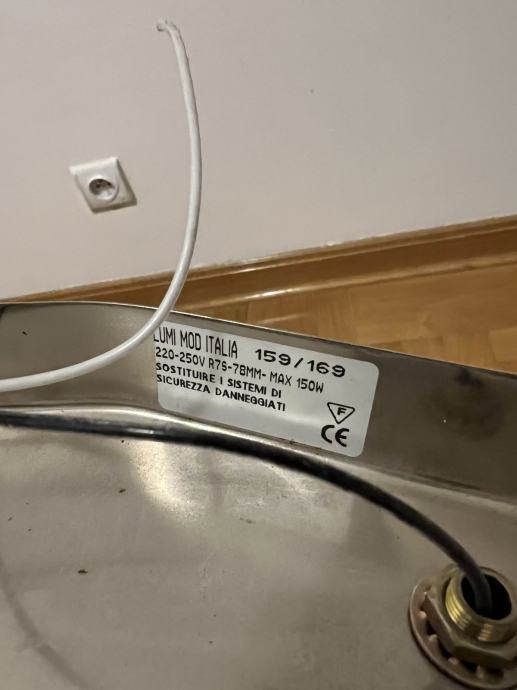 LUMI MOD ITALIA 159/169
220-250V R7S-78MM- MAX 150W
SOSTITUIRE I SISTEMI DI
SICUREZZA DANNEGGIATI
F
CE